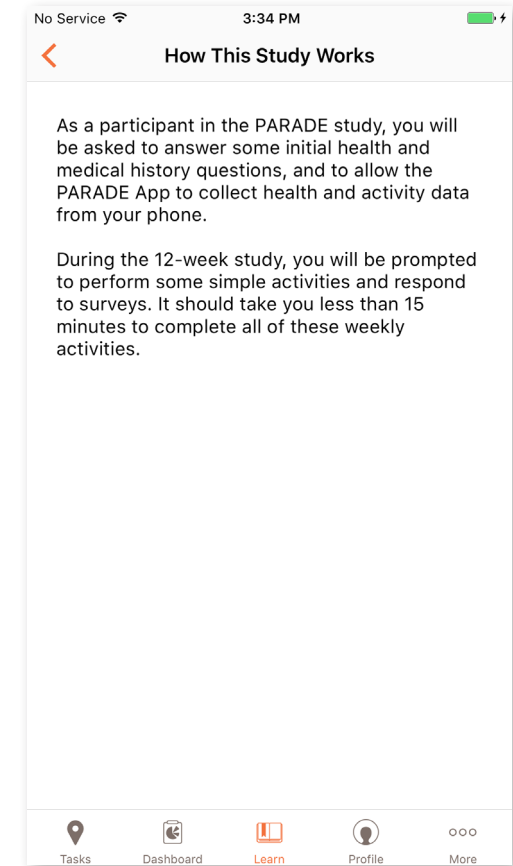 No Service 3:34 PM
How This Study Works
As a participant in the PARADE study, you will
be asked to answer some initial health and
medical history questions, and to allow the
PARADE App to collect health and activity data
from your phone.
During the 12-week study, you will be prompted
to perform some simple activities and respond
to surveys. It should take you less than 15
minutes to complete all of these weekly
activities.
Tasks Dashboard Learn Profile More